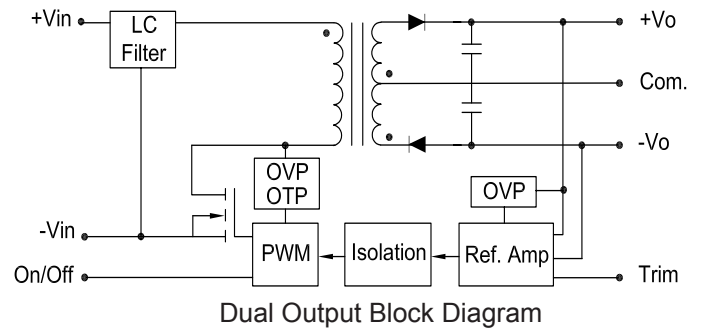 +Vin
LC
Filter
+Vo
Com.
-Vo
OVP
OTP
OVP
-Vin
PWM
Isolation
Ref. Amp
On/Off
Trim
Dual Output Block Diagram